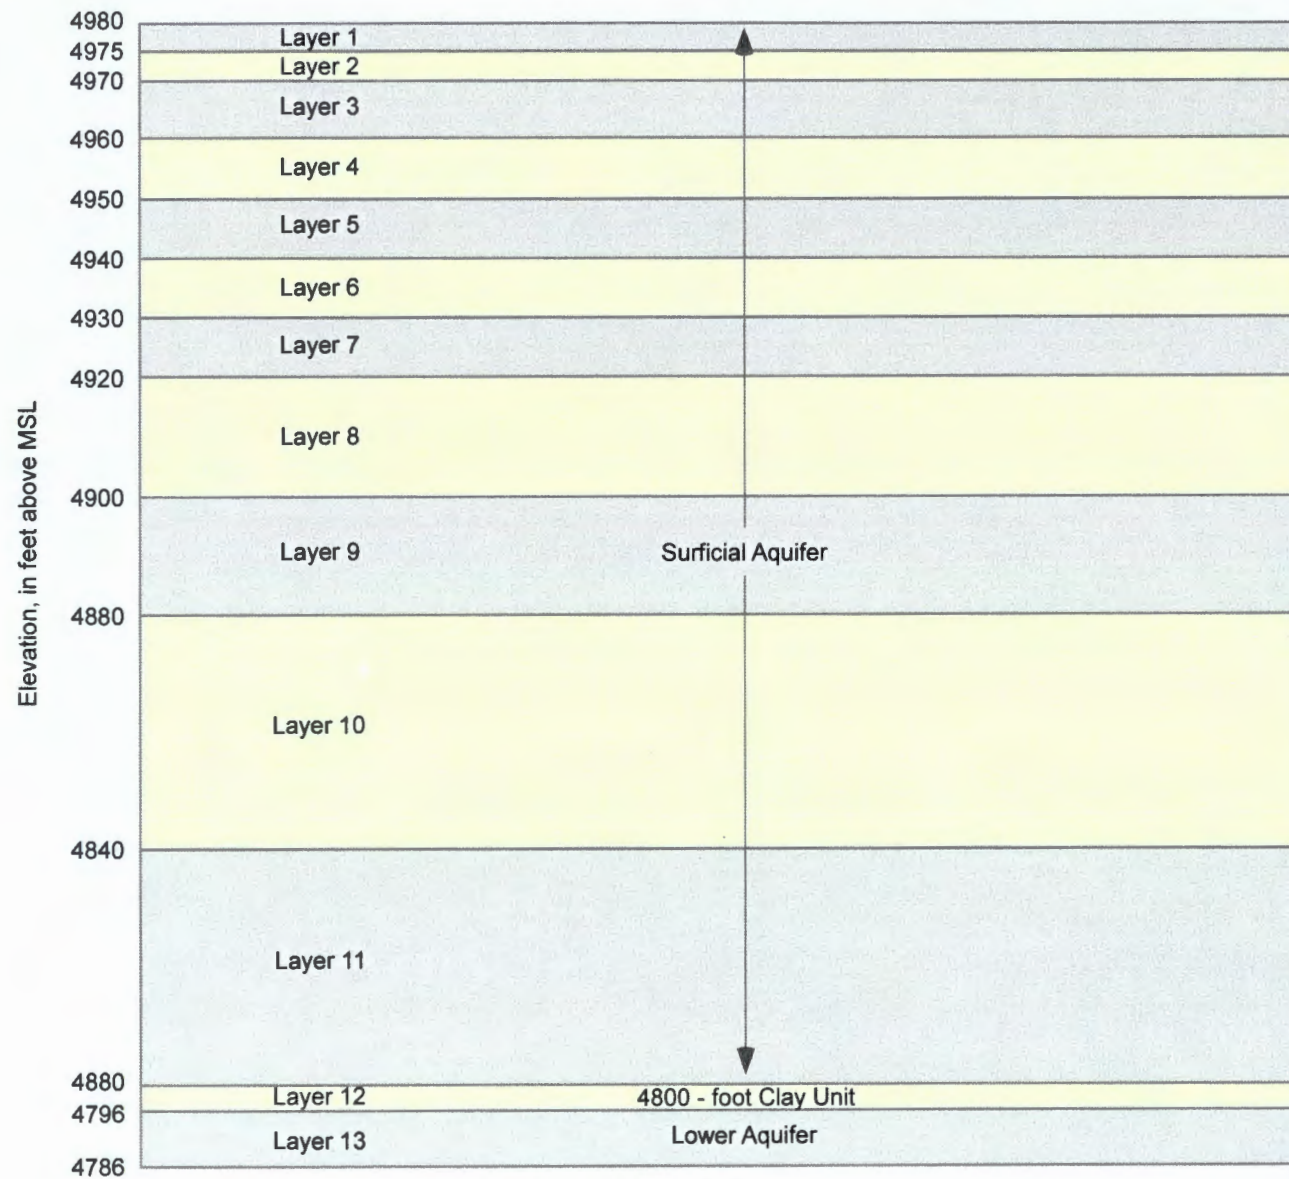 4980
Layer 1
4975
Layer 2
4970
Layer 3
4960
Layer 4
4950
Layer 5
4940
Layer 6
4930
Layer 7
4920
Layer 8
4900
Layer 9
Surficial Aquifer
4880
Layer 10
4840
Layer 11
4880
Layer 12
4800 - foot Clay Unit
4796
Layer 13
Lower Aquifer
4786
Elevation, in feet above MSL